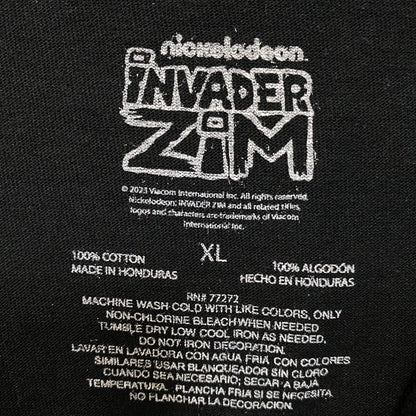 nickelodeon
INVADER
ZIM
© 2023 Viacom International Inc. All rights reserved.
Nickelodeon: INVADER ZIM and all related titles,
logos and characters are trademarks of Viacom
International Inc.
XL
100% COTTON
MADE IN HONDURAS
100% ALGODÓN
HECHO EN HONDURAS
RN# 77272
MACHINE WASH COLD WITH LIKE COLORS, ONLY
NON-CHLORINE BLEACH WHEN NEEDED
TUMBLE DRY LOW COOL IRON AS NEEDED,
DO NOT IRON DECORATION.
LAVAR EN LAVADORA CON AGUA FRIA CON COLORES
SIMILARES USAR BLANQUEADOR SIN CLORO
CUANDO SEA NECESARIO; SECAR A BAJA
TEMPERATURA. PLANCHA FRIA SI SE NECESITA.
NO PLANCHAR LA DECORACION.